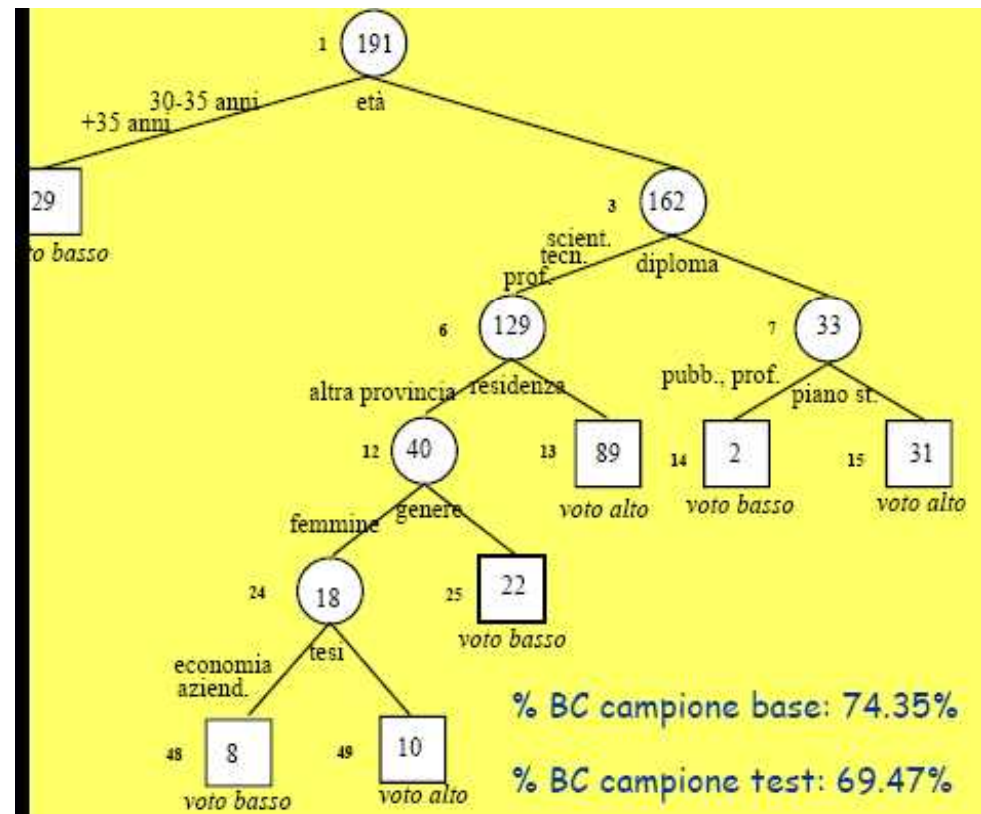 1 191
30-35 anni
+35 anni
età
29
to basso
3 162
scient.
tecn.
prof.
diploma
6 129
7 33
altra provincia
residenza
pubb., prof.
piano st.
12 40
13 89
14 2
15 31
voto alto
voto basso
voto alto
femmine
genere
24 18
25 22
voto basso
economia
aziend.
tesi
48 8
49 10
voto basso
voto alto
% BC campione base: 74.35%
% BC campione test: 69.47%